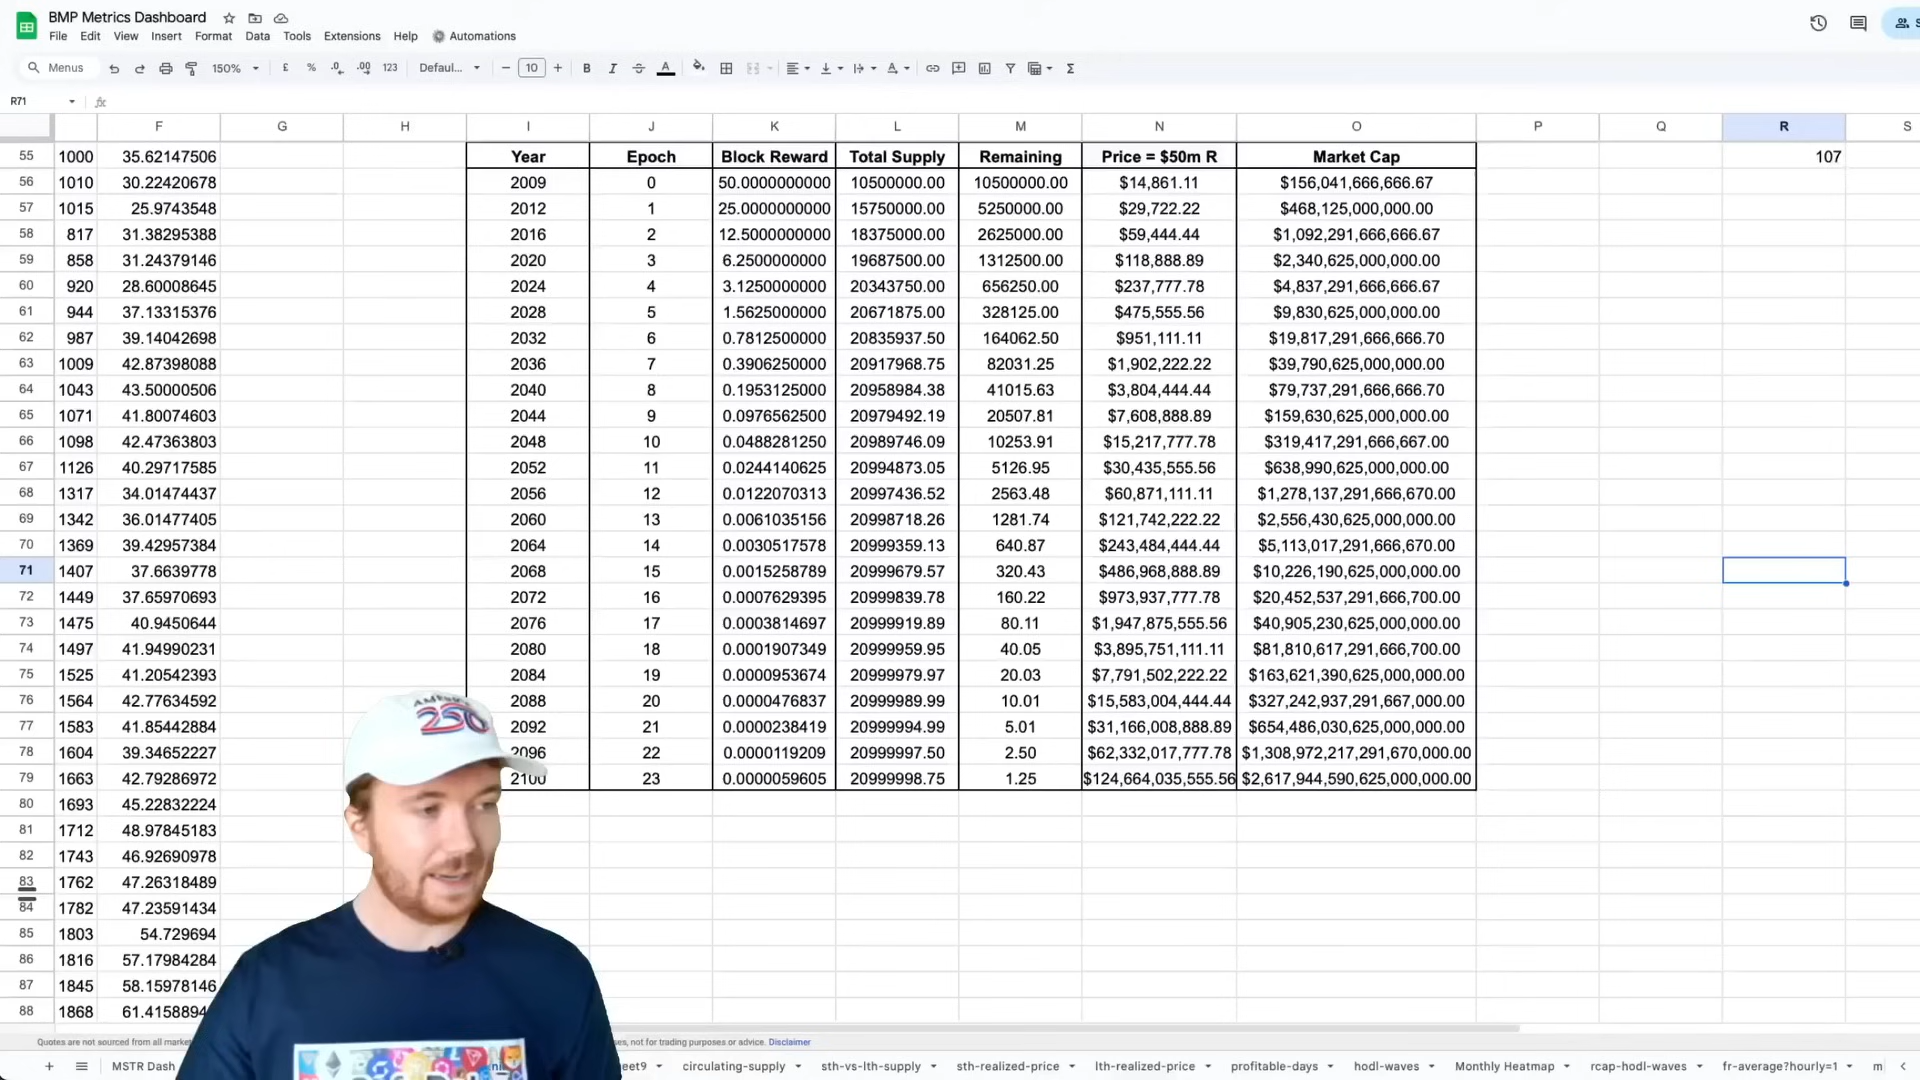 BMP Metrics Dashboard
File Edit View Insert Format Data Tools Extensions Help Automations
Menus 150% £ % .0 .00 123 Defaul... − 10 + B I A Σ
R71 fx
F G H I J K L M N O P Q R S
55 1000 35.62147506 Year Epoch Block Reward Total Supply Remaining Price = $50m R Market Cap 107
56 1010 30.22420678 2009 0 50.0000000000 10500000.00 10500000.00 $14,861.11 $156,041,666,666.67
57 1015 25.9743548 2012 1 25.0000000000 15750000.00 5250000.00 $29,722.22 $468,125,000,000.00
58 817 31.38295388 2016 2 12.5000000000 18375000.00 2625000.00 $59,444.44 $1,092,291,666,666.67
59 858 31.24379146 2020 3 6.2500000000 19687500.00 1312500.00 $118,888.89 $2,340,625,000,000.00
60 920 28.60008645 2024 4 3.1250000000 20343750.00 656250.00 $237,777.78 $4,837,291,666,666.67
61 944 37.13315376 2028 5 1.5625000000 20671875.00 328125.00 $475,555.56 $9,830,625,000,000.00
62 987 39.14042698 2032 6 0.7812500000 20835937.50 164062.50 $951,111.11 $19,817,291,666,666.70
63 1009 42.87398088 2036 7 0.3906250000 20917968.75 82031.25 $1,902,222.22 $39,790,625,000,000.00
64 1043 43.50000506 2040 8 0.1953125000 20958984.38 41015.63 $3,804,444.44 $79,737,291,666,666.70
65 1071 41.80074603 2044 9 0.0976562500 20979492.19 20507.81 $7,608,888.89 $159,630,625,000,000.00
66 1098 42.47363803 2048 10 0.0488281250 20989746.09 10253.91 $15,217,777.78 $319,417,291,666,667.00
67 1126 40.29717585 2052 11 0.0244140625 20994873.05 5126.95 $30,435,555.56 $638,990,625,000,000.00
68 1317 34.01474437 2056 12 0.0122070313 20997436.52 2563.48 $60,871,111.11 $1,278,137,291,666,670.00
69 1342 36.01477405 2060 13 0.0061035156 20998718.26 1281.74 $121,742,222.22 $2,556,430,625,000,000.00
70 1369 39.42957384 2064 14 0.0030517578 20999359.13 640.87 $243,484,444.44 $5,113,017,291,666,670.00
71 1407 37.6639778 2068 15 0.0015258789 20999679.57 320.43 $486,968,888.89 $10,226,190,625,000,000.00
72 1449 37.65970693 2072 16 0.0007629395 20999839.78 160.22 $973,937,777.78 $20,452,537,291,666,700.00
73 1475 40.9450644 2076 17 0.0003814697 20999919.89 80.11 $1,947,875,555.56 $40,905,230,625,000,000.00
74 1497 41.94990231 2080 18 0.0001907349 20999959.95 40.05 $3,895,751,111.11 $81,810,617,291,666,700.00
75 1525 41.20542393 2084 19 0.0000953674 20999979.97 20.03 $7,791,502,222.22 $163,621,390,625,000,000.00
76 1564 42.77634592 2088 20 0.0000476837 20999989.99 10.01 $15,583,004,444.44 $327,242,937,291,667,000.00
77 1583 41.85442884 2092 21 0.0000238419 20999994.99 5.01 $31,166,008,888.89 $654,486,030,625,000,000.00
78 1604 39.34652227 2096 22 0.0000119209 20999997.50 2.50 $62,332,017,777.78 $1,308,972,217,291,670,000.00
79 1663 42.79286972 2100 23 0.0000059605 20999998.75 1.25 $124,664,035,555.56 $2,617,944,590,625,000,000.00
80 1693 45.22832224
81 1712 48.97845183
82 1743 46.92690978
83 1762 47.26318489
84 1782 47.23591434
85 1803 54.729694
86 1816 57.17984284
87 1845 58.15978146
88 1868 61.4158894
250
Quotes are not sourced from all market ses, not for trading purposes or advice. Disclaimer
+ MSTR Dash eet9 circulating-supply sth-vs-lth-supply sth-realized-price lth-realized-price profitable-days hodl-waves Monthly Heatmap rcap-hodl-waves fr-average?hourly=1 m